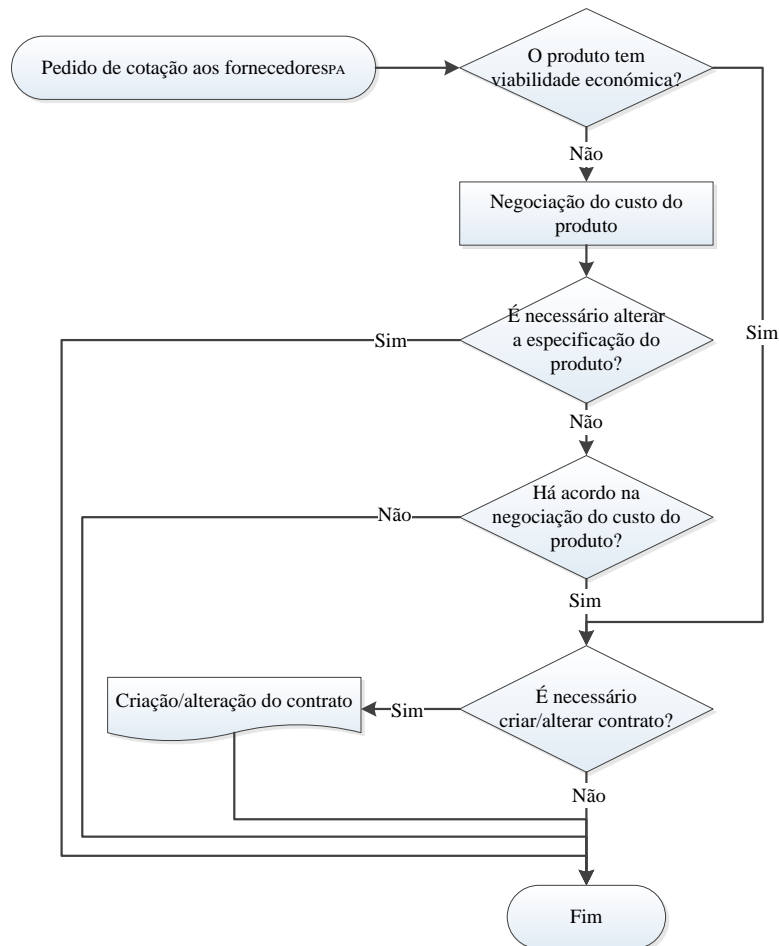 Pedido de cotação aos fornecedoresPA
O produto tem
viabilidade económica?
Não
Negociação do custo do
produto
É necessário alterar
a especificação do
produto?
Sim
Sim
Não
Há acordo na
negociação do custo do
produto?
Não
Sim
Criação/alteração do contrato
Sim
É necessário
criar/alterar contrato?
Não
Fim